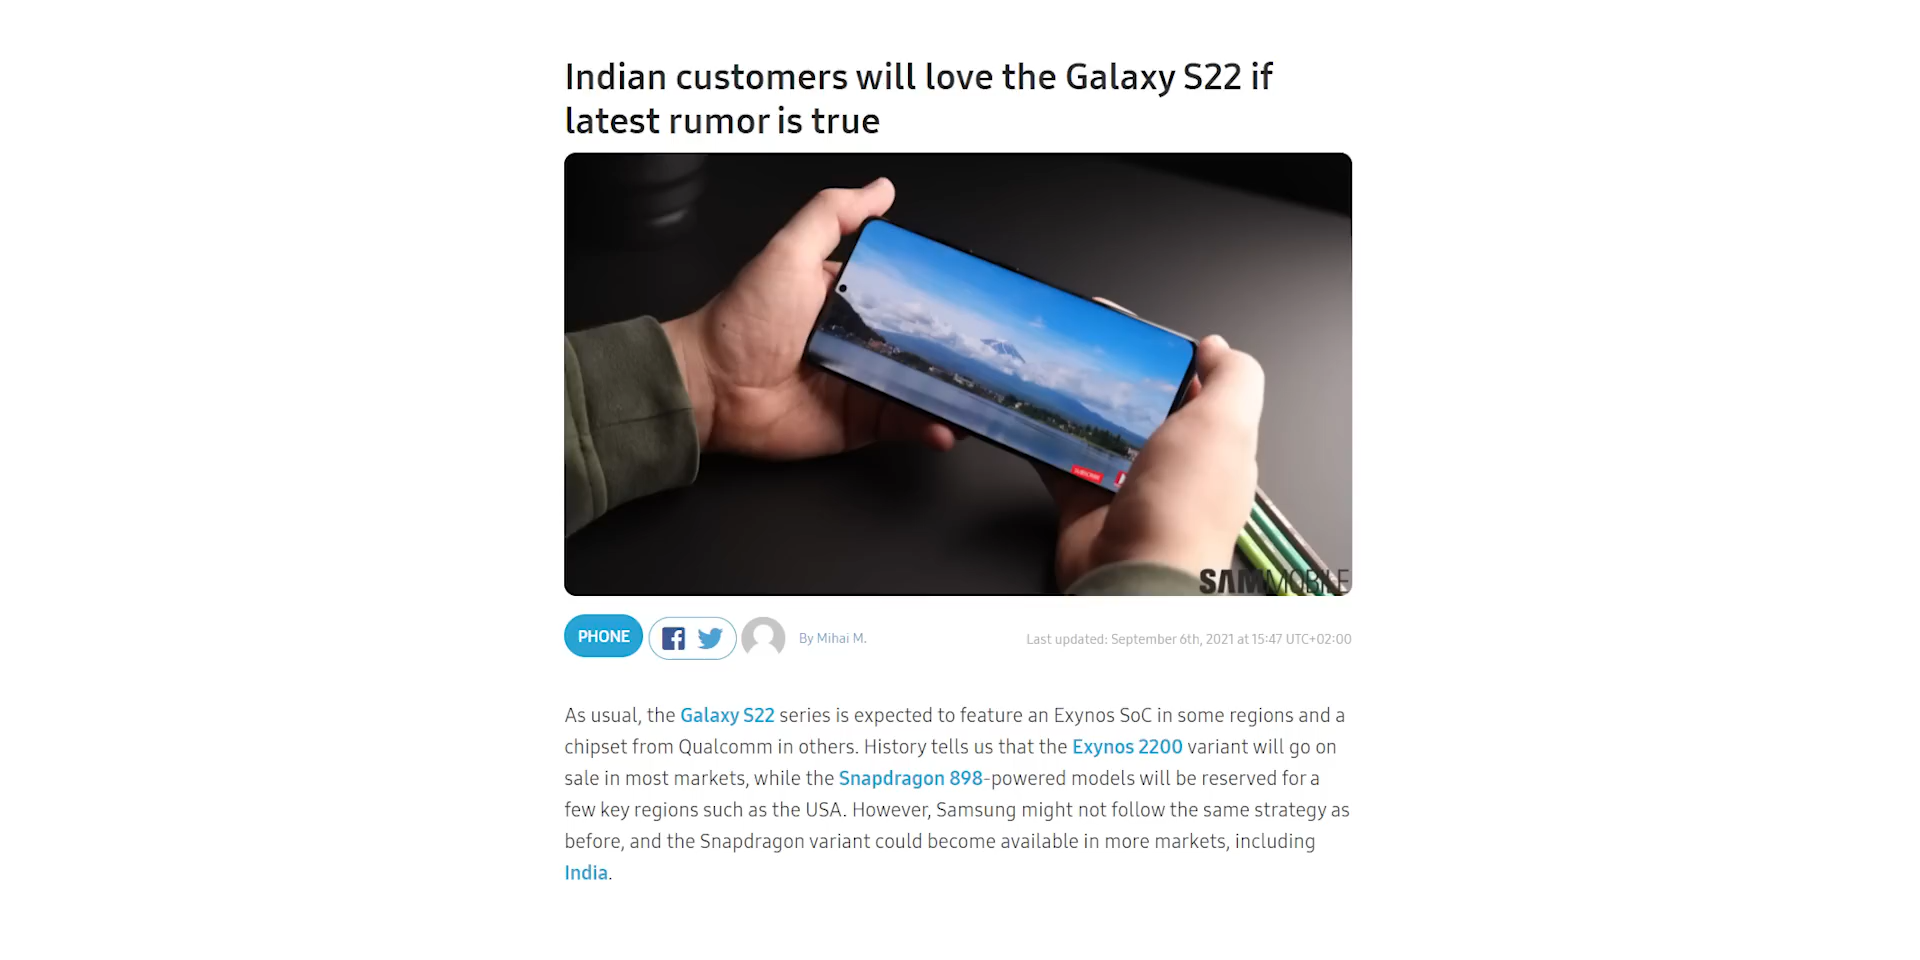 Indian customers will love the Galaxy S22 if
latest rumor is true
SUBSCRIBE
SAMMOBILE
PHONE
By Mihai M.
Last updated: September 6th, 2021 at 15:47 UTC+02:00
As usual, the Galaxy S22 series is expected to feature an Exynos SoC in some regions and a
chipset from Qualcomm in others. History tells us that the Exynos 2200 variant will go on
sale in most markets, while the Snapdragon 898-powered models will be reserved for a
few key regions such as the USA. However, Samsung might not follow the same strategy as
before, and the Snapdragon variant could become available in more markets, including
India.